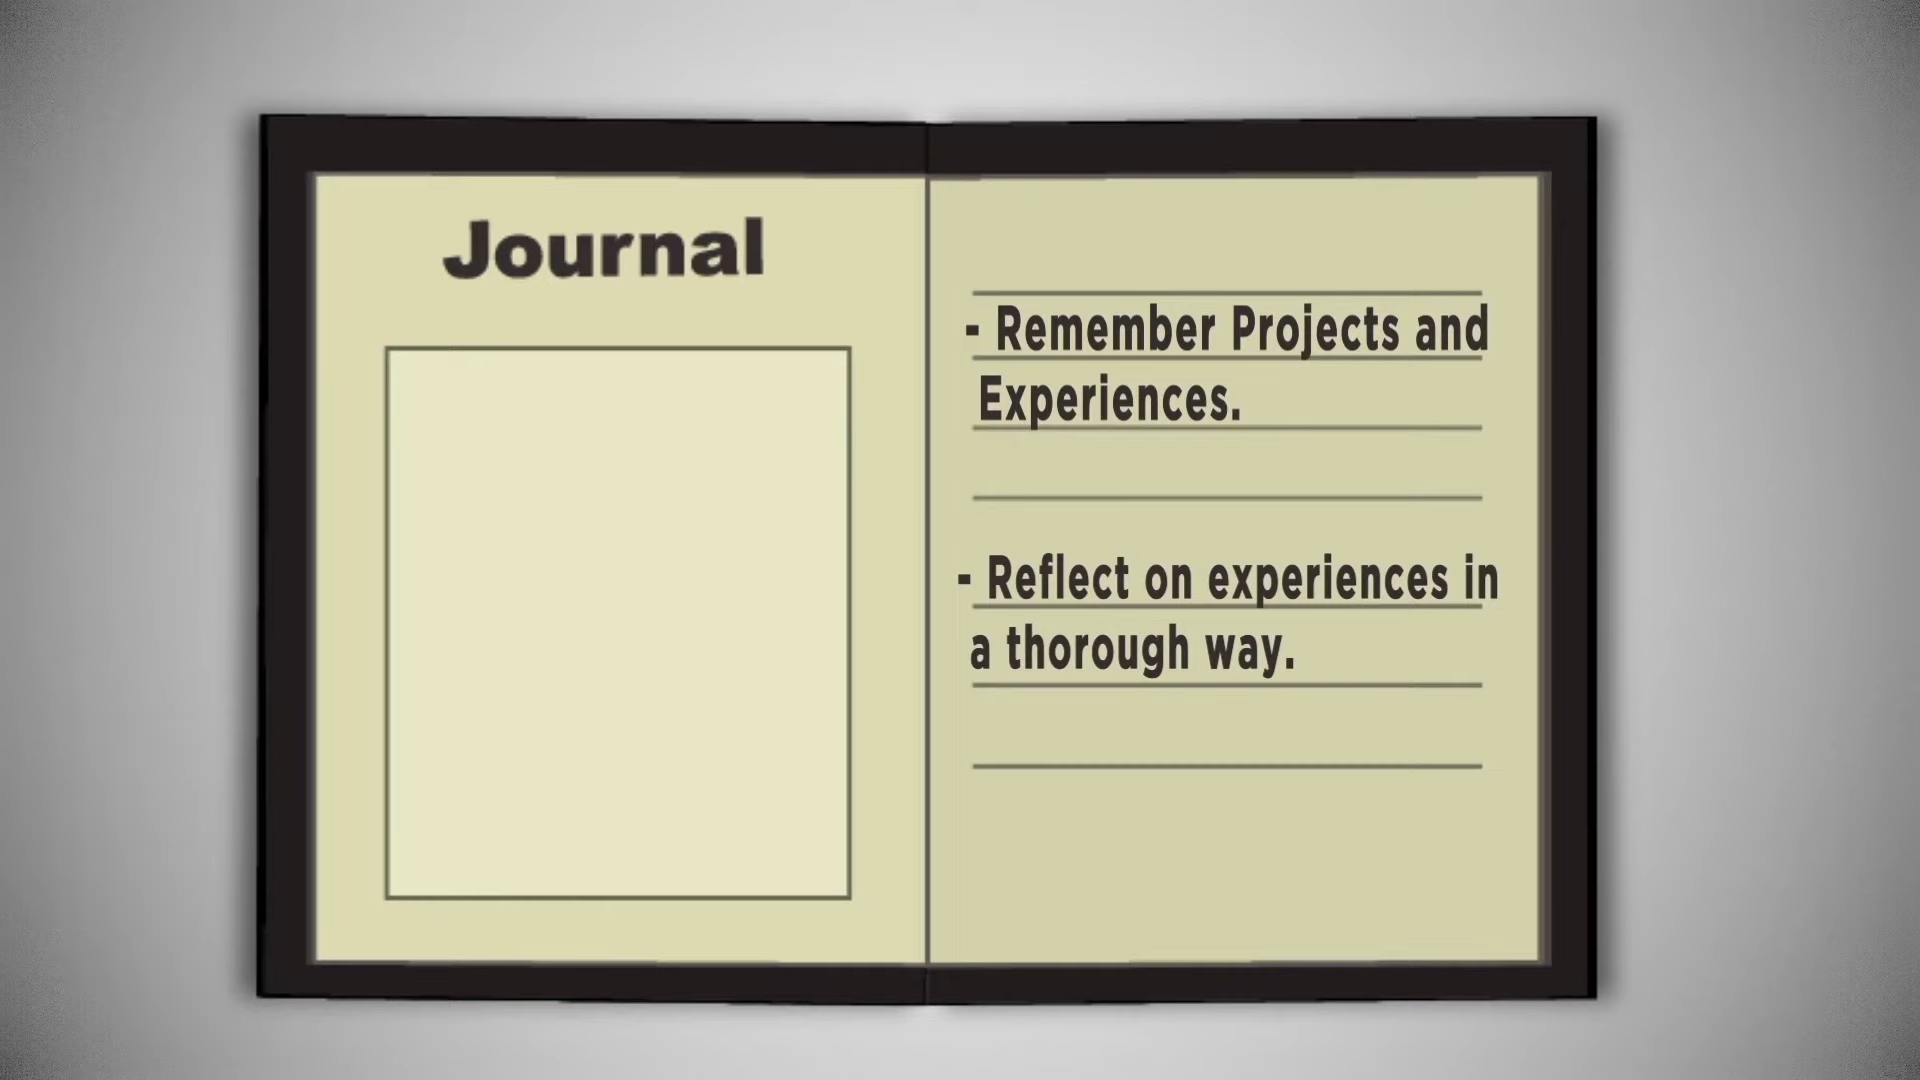 Journal
- Remember Projects and
Experiences.
- Reflect on experiences in
a thorough way.